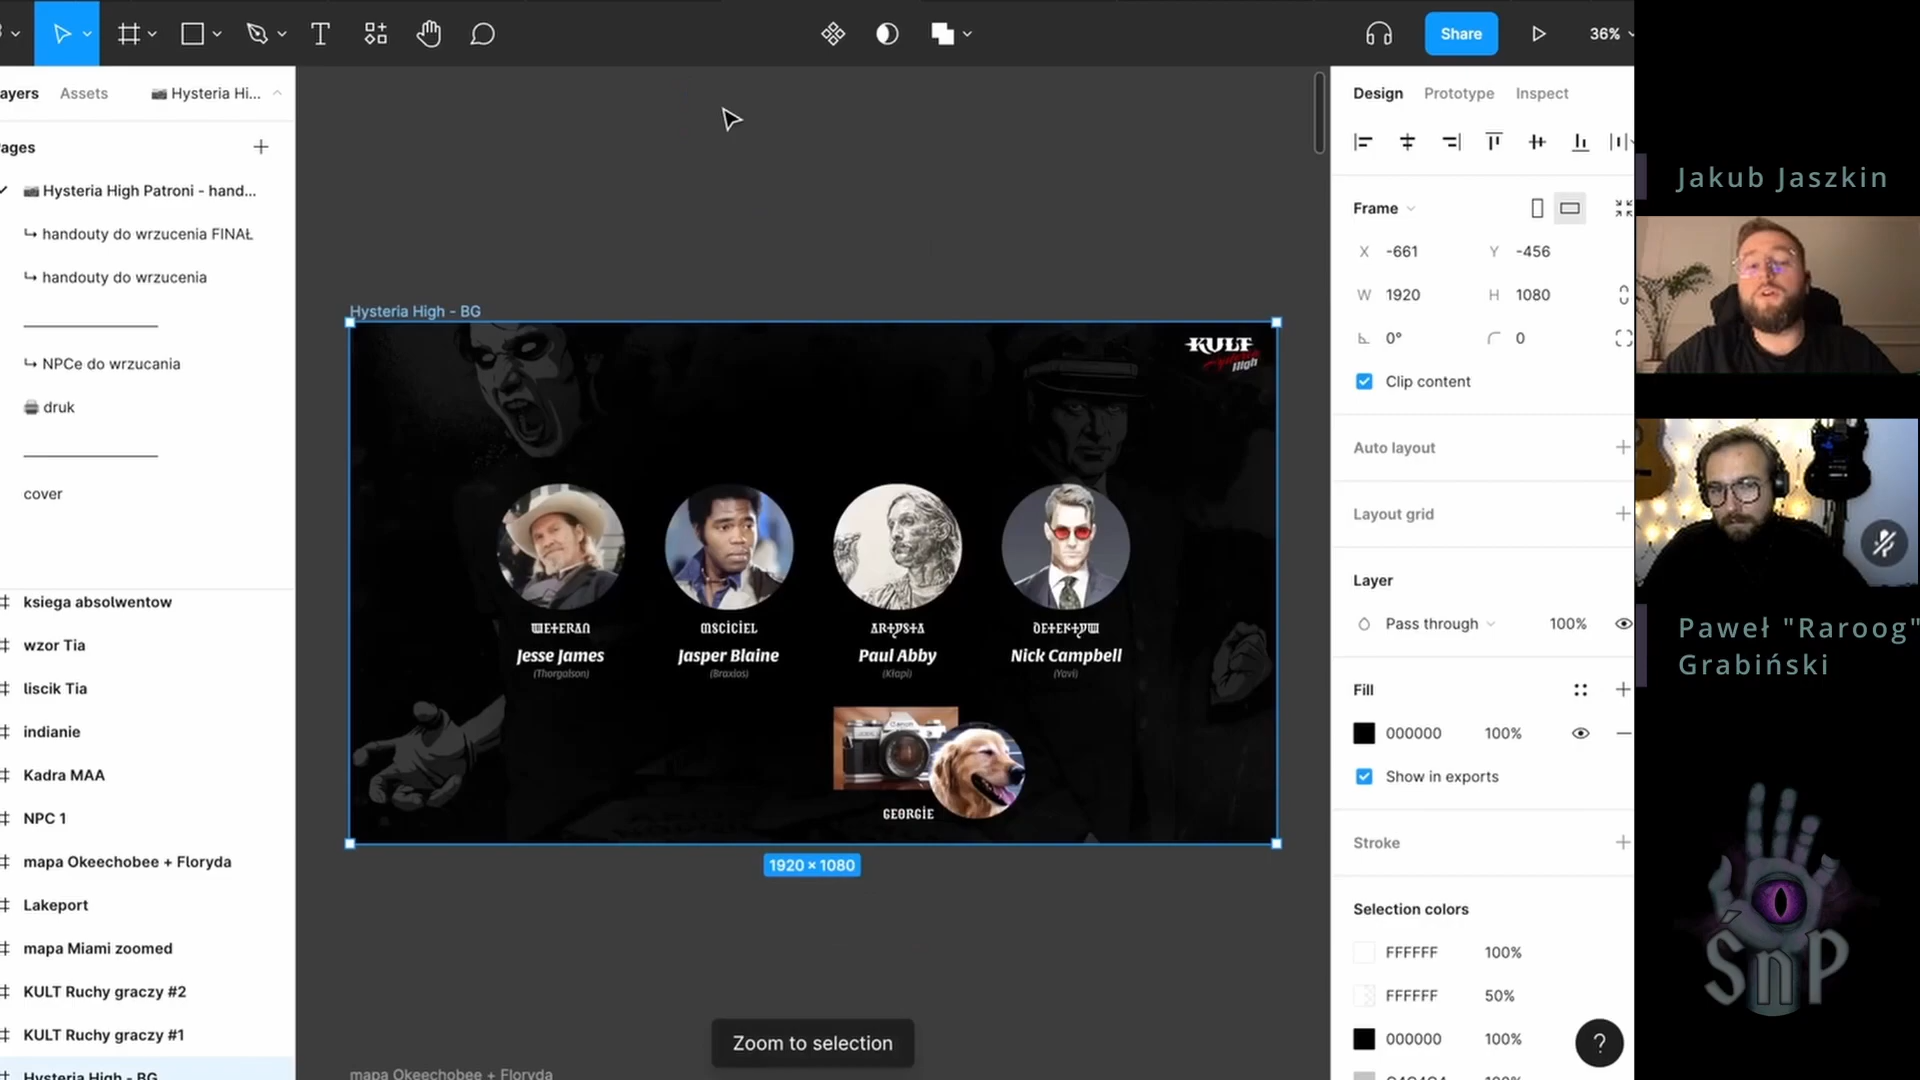 Share
36%
ayers
Assets
Hysteria Hi...
ages
Hysteria High Patroni - hand...
handouty do wrzucenia FINAŁ
handouty do wrzucenia
NPCe do wrzucania
druk
cover
ksiega absolwentow
wzor Tia
liscik Tia
indianie
Kadra MAA
NPC 1
mapa Okeechobee + Floryda
Lakeport
mapa Miami zoomed
KULT Ruchy graczy #2
KULT Ruchy graczy #1
Hysteria High - BG
Hysteria High - BG
KULT
Hysteria
High
WETERAN
MSCICIEL
ARTYSTA
DETEKTYW
Jesse James
Jasper Blaine
Paul Abby
Nick Campbell
(Thorgalson)
(Braxios)
(Kłapi)
(Yavi)
Canon
GEORGIE
1920 × 1080
Zoom to selection
mapa Okeechobee + Floryda
Design
Prototype
Inspect
Frame
X -661
Y -456
W 1920
H 1080
0°
0
Clip content
Auto layout
Layout grid
Layer
Pass through
100%
Fill
000000
100%
Show in exports
Stroke
Selection colors
FFFFFF
100%
FFFFFF
50%
000000
100%
?
Jakub Jaszkin
Paweł "Raroog"
Grabiński
ŚnP